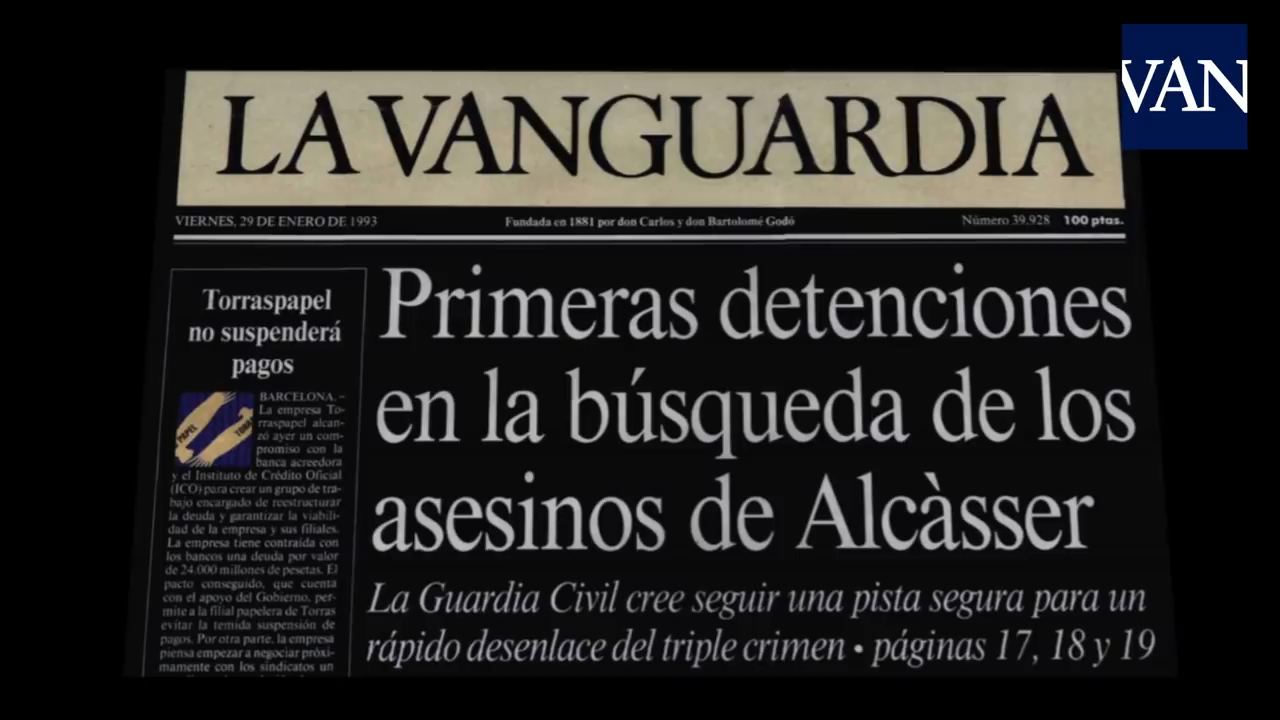 VAN
LA VANGUARDIA
VIERNES, 29 DE ENERO DE 1993
Fundada en 1881 por don Carlos y don Bartolomé Godó
Número 39.928 100 ptas.
Torraspapel
no suspenderá
pagos
PAPEL
TORR
BARCELONA. –
La empresa To-
rraspapel alcan-
zó ayer un com-
promiso con la
banca acreedora
y el Instituto de Crédito Oficial
(ICO) para crear un grupo de tra-
bajo encargado de reestructurar
la deuda y garantizar la viabili-
dad de la empresa y sus filiales.
La empresa tiene contraída con
los bancos una deuda por valor
de 24.000 millones de pesetas. El
pacto conseguido, que cuenta
con el apoyo del Gobierno, per-
mite a la filial papelera de Torras
evitar la temida suspensión de
pagos. Por otra parte, la empresa
piensa empezar a negociar próxi-
mamente con los sindicatos un
Primeras detenciones
en la búsqueda de los
asesinos de Alcàsser
La Guardia Civil cree seguir una pista segura para un
rápido desenlace del triple crimen • páginas 17, 18 y 19